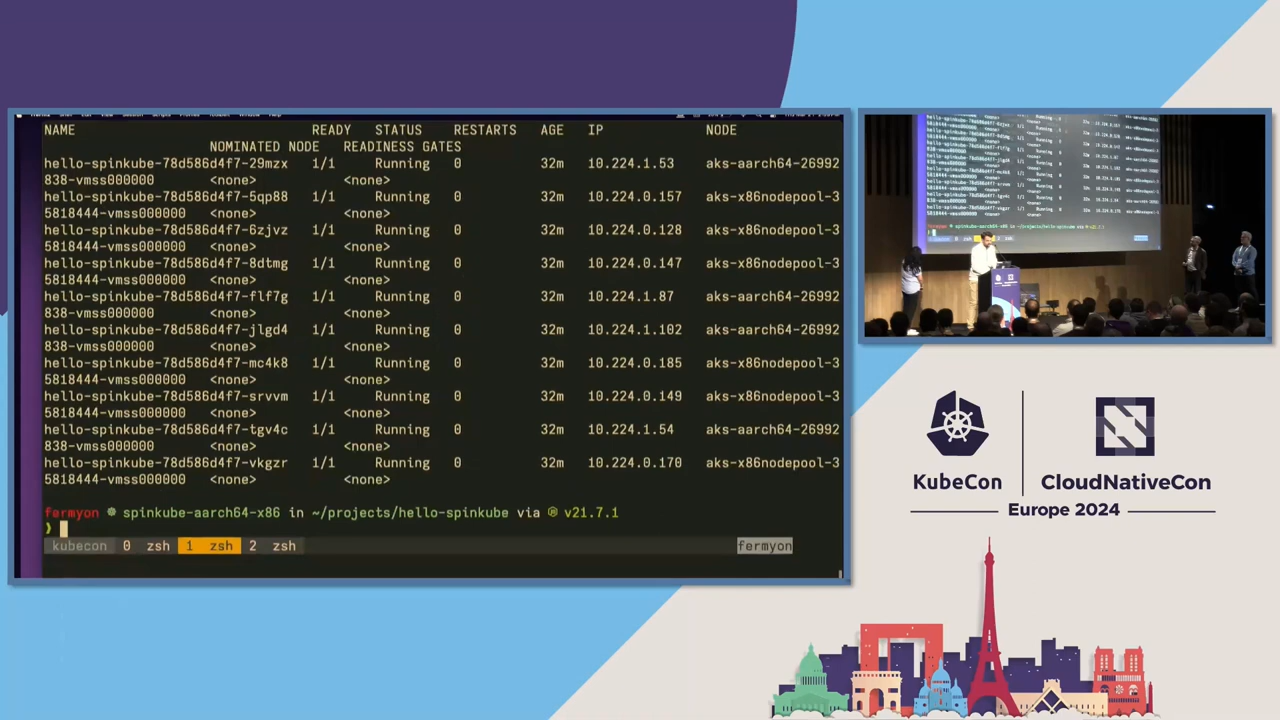 NAME READY STATUS RESTARTS AGE IP NODE
NOMINATED NODE READINESS GATES
hello-spinkube-78d586d4f7-29mzx 1/1 Running 0 32m 10.224.1.53 aks-aarch64-26992
838-vmss000000 <none> <none>
hello-spinkube-78d586d4f7-5qx88 1/1 Running 0 32m 10.224.0.157 aks-x86nodepool-3
5818444-vmss000000 <none> <none>
hello-spinkube-78d586d4f7-6zjvz 1/1 Running 0 32m 10.224.0.128 aks-x86nodepool-3
5818444-vmss000000 <none> <none>
hello-spinkube-78d586d4f7-8dtmg 1/1 Running 0 32m 10.224.0.147 aks-x86nodepool-3
5818444-vmss000000 <none> <none>
hello-spinkube-78d586d4f7-flf7g 1/1 Running 0 32m 10.224.1.87 aks-aarch64-26992
838-vmss000000 <none> <none>
hello-spinkube-78d586d4f7-jlgd4 1/1 Running 0 32m 10.224.1.102 aks-aarch64-26992
838-vmss000000 <none> <none>
hello-spinkube-78d586d4f7-mc4k8 1/1 Running 0 32m 10.224.0.185 aks-x86nodepool-3
5818444-vmss000000 <none> <none>
hello-spinkube-78d586d4f7-srvvm 1/1 Running 0 32m 10.224.0.149 aks-x86nodepool-3
5818444-vmss000000 <none> <none>
hello-spinkube-78d586d4f7-tgv4c 1/1 Running 0 32m 10.224.1.54 aks-aarch64-26992
838-vmss000000 <none> <none>
hello-spinkube-78d586d4f7-vkgzr 1/1 Running 0 32m 10.224.0.170 aks-x86nodepool-3
5818444-vmss000000 <none> <none>
fermyon ☸ spinkube-aarch64-x86 in ~/projects/hello-spinkube via v21.7.1
❯
kubecon 0 zsh 1 zsh 2 zsh fermyon
KubeCon CloudNativeCon
Europe 2024